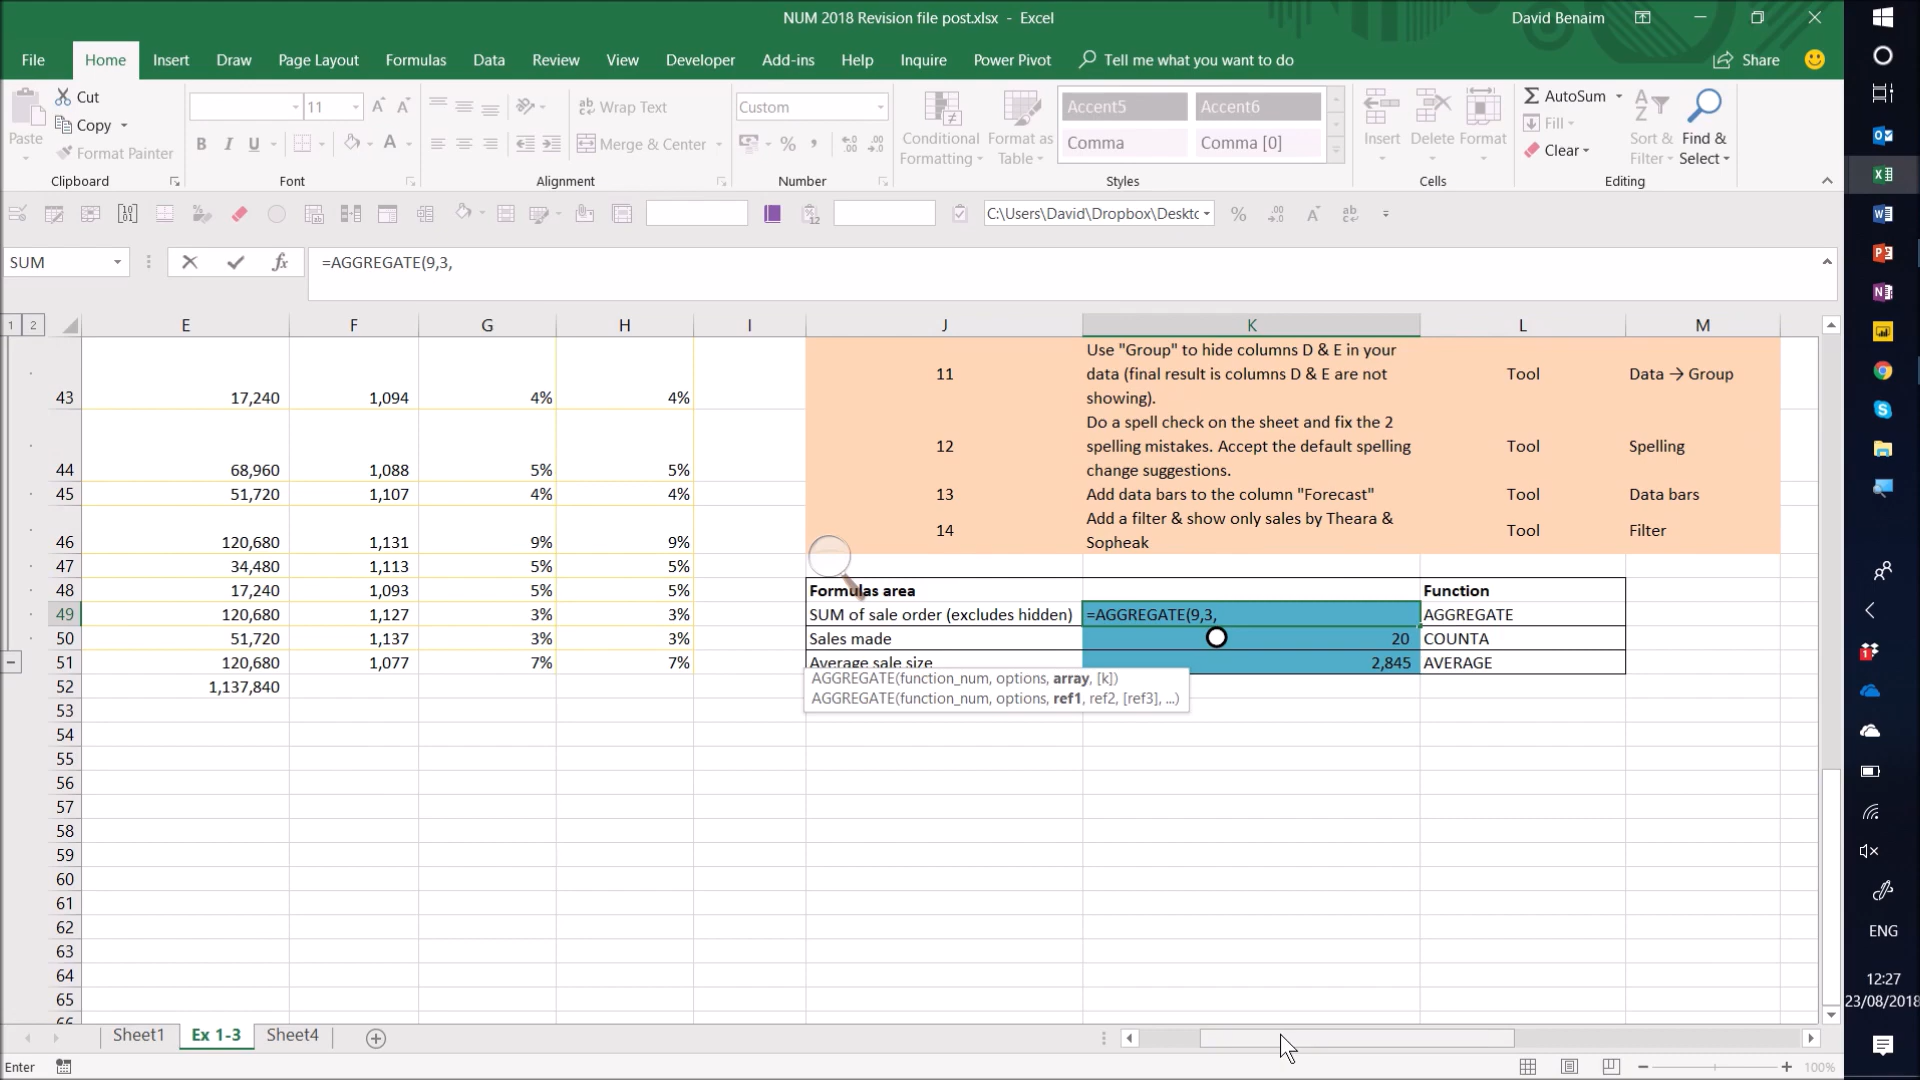 NUM 2018 Revision file post.xlsx - Excel
David Benaim
File Home Insert Draw Page Layout Formulas Data Review View Developer Add-ins Help Inquire Power Pivot Tell me what you want to do Share
Paste
Cut
Copy
Format Painter
Clipboard
11
Font
Wrap Text
Merge & Center
Alignment
Custom
Number
Conditional
Formatting
Format as
Table
Accent5 Accent6
Comma Comma [0]
Styles
Insert Delete Format
Cells
AutoSum
Fill
Clear
Sort &
Filter
Find &
Select
Editing
C:\Users\David\Dropbox\Deskto
SUM
fx
=AGGREGATE(9,3,
1 2
E F G H I J K L M
11 Use "Group" to hide columns D & E in your Tool Data → Group
data (final result is columns D & E are not
43 17,240 1,094 4% 4% showing).
Do a spell check on the sheet and fix the 2
12 spelling mistakes. Accept the default spelling Tool Spelling
44 68,960 1,088 5% 5% change suggestions.
45 51,720 1,107 4% 4% 13 Add data bars to the column "Forecast" Tool Data bars
14 Add a filter & show only sales by Theara & Tool Filter
46 120,680 1,131 9% 9% Sopheak
47 34,480 1,113 5% 5%
48 17,240 1,093 5% 5% Formulas area Function
49 120,680 1,127 3% 3% SUM of sale order (excludes hidden) =AGGREGATE(9,3, AGGREGATE
50 51,720 1,137 3% 3% Sales made 20 COUNTA
51 120,680 1,077 7% 7% Average sale size 2,845 AVERAGE
52 1,137,840
AGGREGATE(function_num, options, array, [k])
AGGREGATE(function_num, options, ref1, ref2, [ref3], ...)
53
54
55
56
57
58
59
60
61
62
63
64
65
66
Sheet1 Ex 1-3 Sheet4
Enter
100%
ENG
12:27
23/08/2018